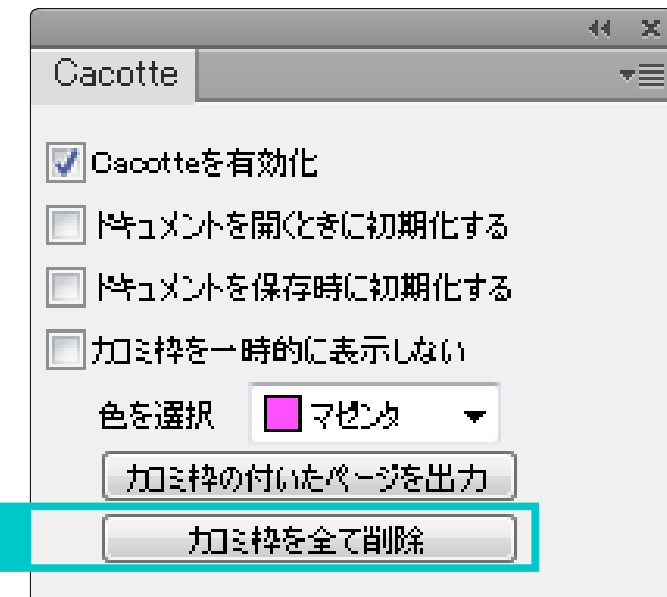 Cacotte
Cacotteを有効化
ドキュメントを開くときに初期化する
ドキュメントを保存時に初期化する
カコミ枠を一時的に表示しない
色を選択 マゼンタ
カコミ枠の付いたページを出力
カコミ枠を全て削除